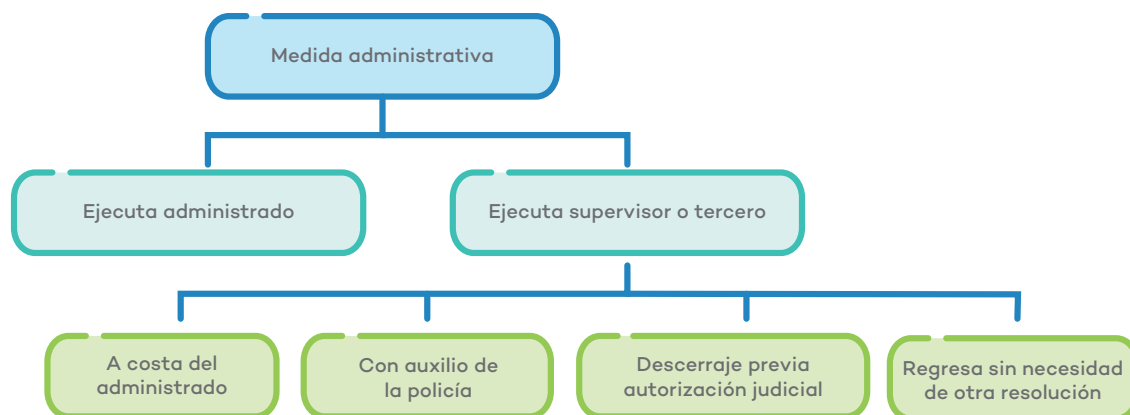 Medida administrativa
Ejecuta administrado
Ejecuta supervisor o tercero
A costa del
administrado
Con auxilio de
la policía
Descerraje previa
autorización judicial
Regresa sin necesidad
de otra resolución